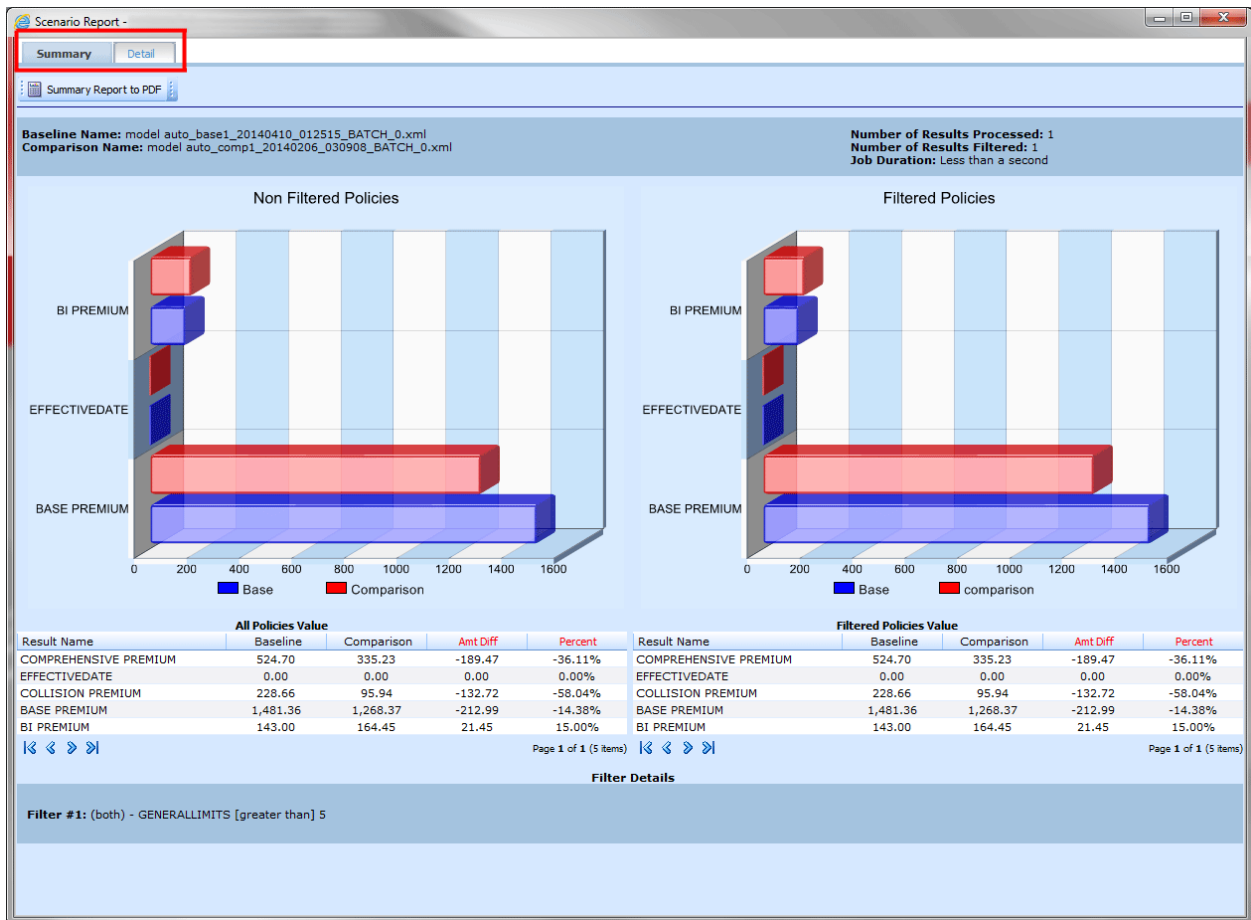 Scenario Report -
Summary Detail
Summary Report to PDF
Baseline Name: model auto_base1_20140410_012515_BATCH_0.xml
Comparison Name: model auto_comp1_20140206_030908_BATCH_0.xml
Number of Results Processed: 1
Number of Results Filtered: 1
Job Duration: Less than a second
Non Filtered Policies
BI PREMIUM
EFFECTIVEDATE
BASE PREMIUM
0 200 400 600 800 1000 1200 1400 1600
Base Comparison
Filtered Policies
BI PREMIUM
EFFECTIVEDATE
BASE PREMIUM
0 200 400 600 800 1000 1200 1400 1600
Base comparison
All Policies Value
Result Name Baseline Comparison Amt Diff Percent
COMPREHENSIVE PREMIUM 524.70 335.23 -189.47 -36.11%
EFFECTIVEDATE 0.00 0.00 0.00 0.00%
COLLISION PREMIUM 228.66 95.94 -132.72 -58.04%
BASE PREMIUM 1,481.36 1,268.37 -212.99 -14.38%
BI PREMIUM 143.00 164.45 21.45 15.00%
Page 1 of 1 (5 items)
Filtered Policies Value
Result Name Baseline Comparison Amt Diff Percent
COMPREHENSIVE PREMIUM 524.70 335.23 -189.47 -36.11%
EFFECTIVEDATE 0.00 0.00 0.00 0.00%
COLLISION PREMIUM 228.66 95.94 -132.72 -58.04%
BASE PREMIUM 1,481.36 1,268.37 -212.99 -14.38%
BI PREMIUM 143.00 164.45 21.45 15.00%
Page 1 of 1 (5 items)
Filter Details
Filter #1: (both) - GENERALLIMITS [greater than] 5